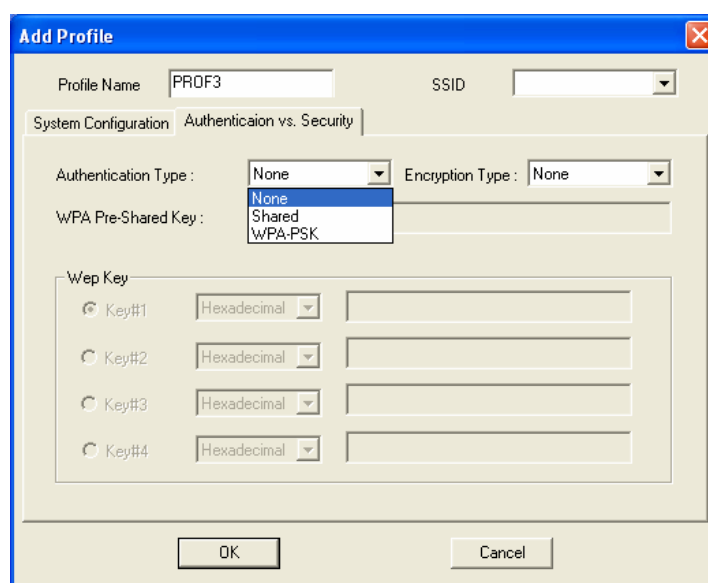 Add Profile
Profile Name PROF3 SSID
System Configuration Authenticaion vs. Security
Authentication Type : None Encryption Type : None
None
Shared
WPA-PSK
WPA Pre-Shared Key :
Wep Key
Key#1 Hexadecimal
Key#2 Hexadecimal
Key#3 Hexadecimal
Key#4 Hexadecimal
OK Cancel